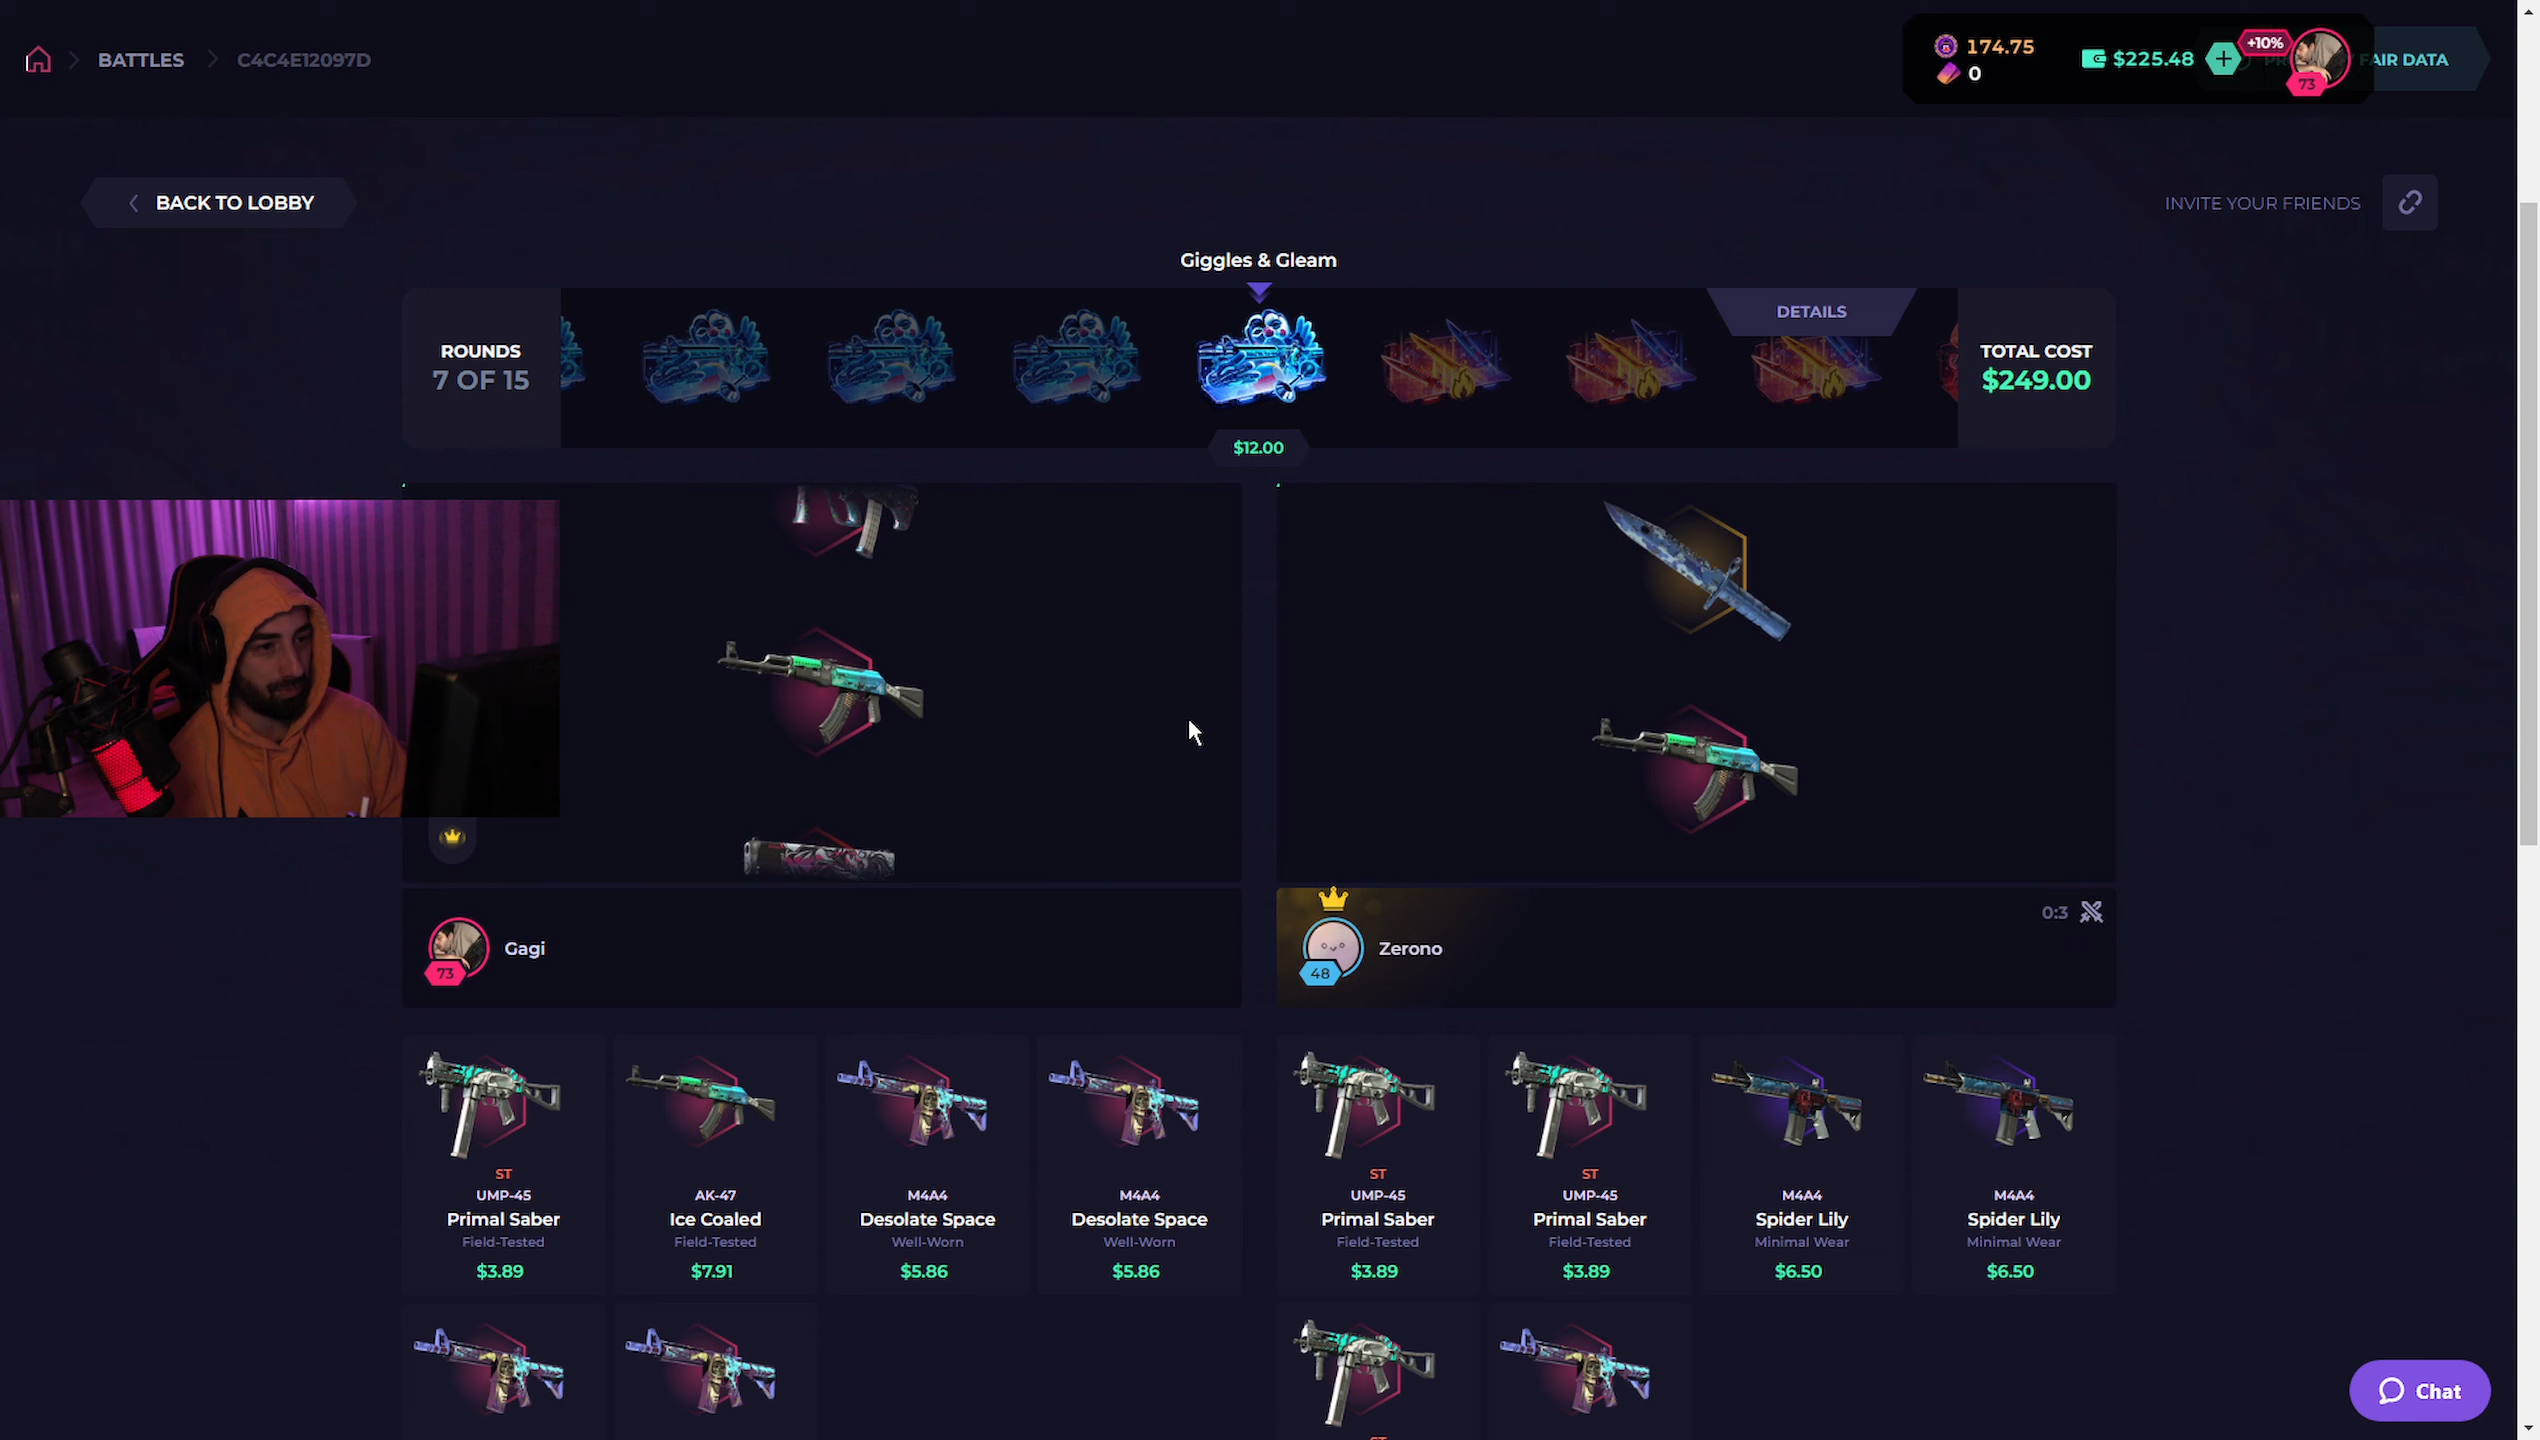 BATTLES
C4C4E12097D
174.75
0
$225.48
+10%
73
FAIR DATA
BACK TO LOBBY
INVITE YOUR FRIENDS
Giggles & Gleam
DETAILS
ROUNDS
7 OF 15
TOTAL COST
$249.00
$12.00
73
Gagi
48
Zerono
0:3
ST
UMP-45
Primal Saber
Field-Tested
$3.89
AK-47
Ice Coaled
Field-Tested
$7.91
M4A4
Desolate Space
Well-Worn
$5.86
M4A4
Desolate Space
Well-Worn
$5.86
ST
UMP-45
Primal Saber
Field-Tested
$3.89
ST
UMP-45
Primal Saber
Field-Tested
$3.89
M4A4
Spider Lily
Minimal Wear
$6.50
M4A4
Spider Lily
Minimal Wear
$6.50
Chat